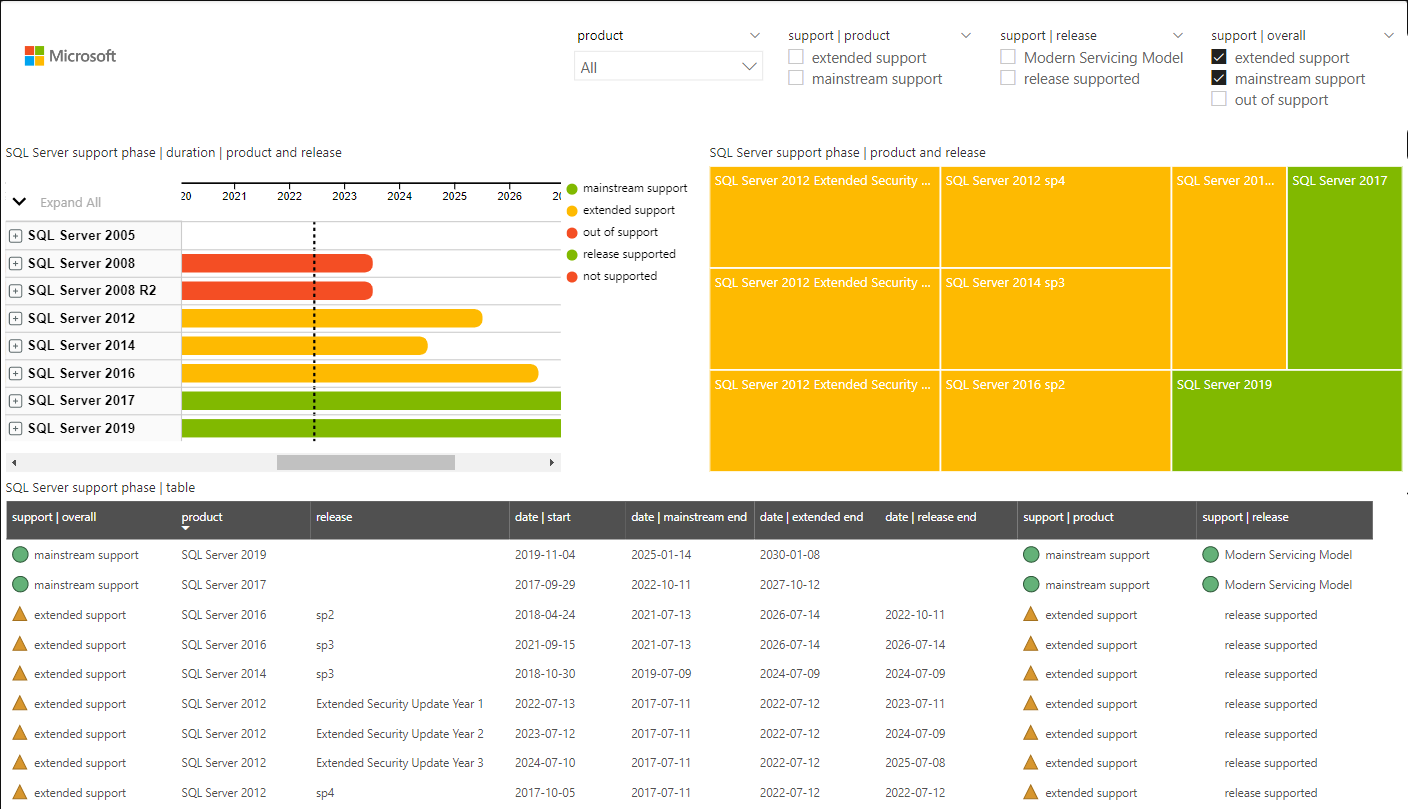 Microsoft
product
All
support | product
extended support
mainstream support
support | release
Modern Servicing Model
release supported
support | overall
extended support
mainstream support
out of support
SQL Server support phase | duration | product and release
Expand All
20 2021 2022 2023 2024 2025 2026 20
SQL Server 2005
SQL Server 2008
SQL Server 2008 R2
SQL Server 2012
SQL Server 2014
SQL Server 2016
SQL Server 2017
SQL Server 2019
mainstream support
extended support
out of support
release supported
not supported
SQL Server support phase | product and release
SQL Server 2012 Extended Security ... SQL Server 2012 sp4 SQL Server 201... SQL Server 2017
SQL Server 2012 Extended Security ... SQL Server 2014 sp3
SQL Server 2012 Extended Security ... SQL Server 2016 sp2 SQL Server 2019
SQL Server support phase | table
support | overall product release date | start date | mainstream end date | extended end date | release end support | product support | release
mainstream support SQL Server 2019 2019-11-04 2025-01-14 2030-01-08 mainstream support Modern Servicing Model
mainstream support SQL Server 2017 2017-09-29 2022-10-11 2027-10-12 mainstream support Modern Servicing Model
extended support SQL Server 2016 sp2 2018-04-24 2021-07-13 2026-07-14 2022-10-11 extended support release supported
extended support SQL Server 2016 sp3 2021-09-15 2021-07-13 2026-07-14 2026-07-14 extended support release supported
extended support SQL Server 2014 sp3 2018-10-30 2019-07-09 2024-07-09 2024-07-09 extended support release supported
extended support SQL Server 2012 Extended Security Update Year 1 2022-07-13 2017-07-11 2022-07-12 2023-07-11 extended support release supported
extended support SQL Server 2012 Extended Security Update Year 2 2023-07-12 2017-07-11 2022-07-12 2024-07-09 extended support release supported
extended support SQL Server 2012 Extended Security Update Year 3 2024-07-10 2017-07-11 2022-07-12 2025-07-08 extended support release supported
extended support SQL Server 2012 sp4 2017-10-05 2017-07-11 2022-07-12 2022-07-12 extended support release supported